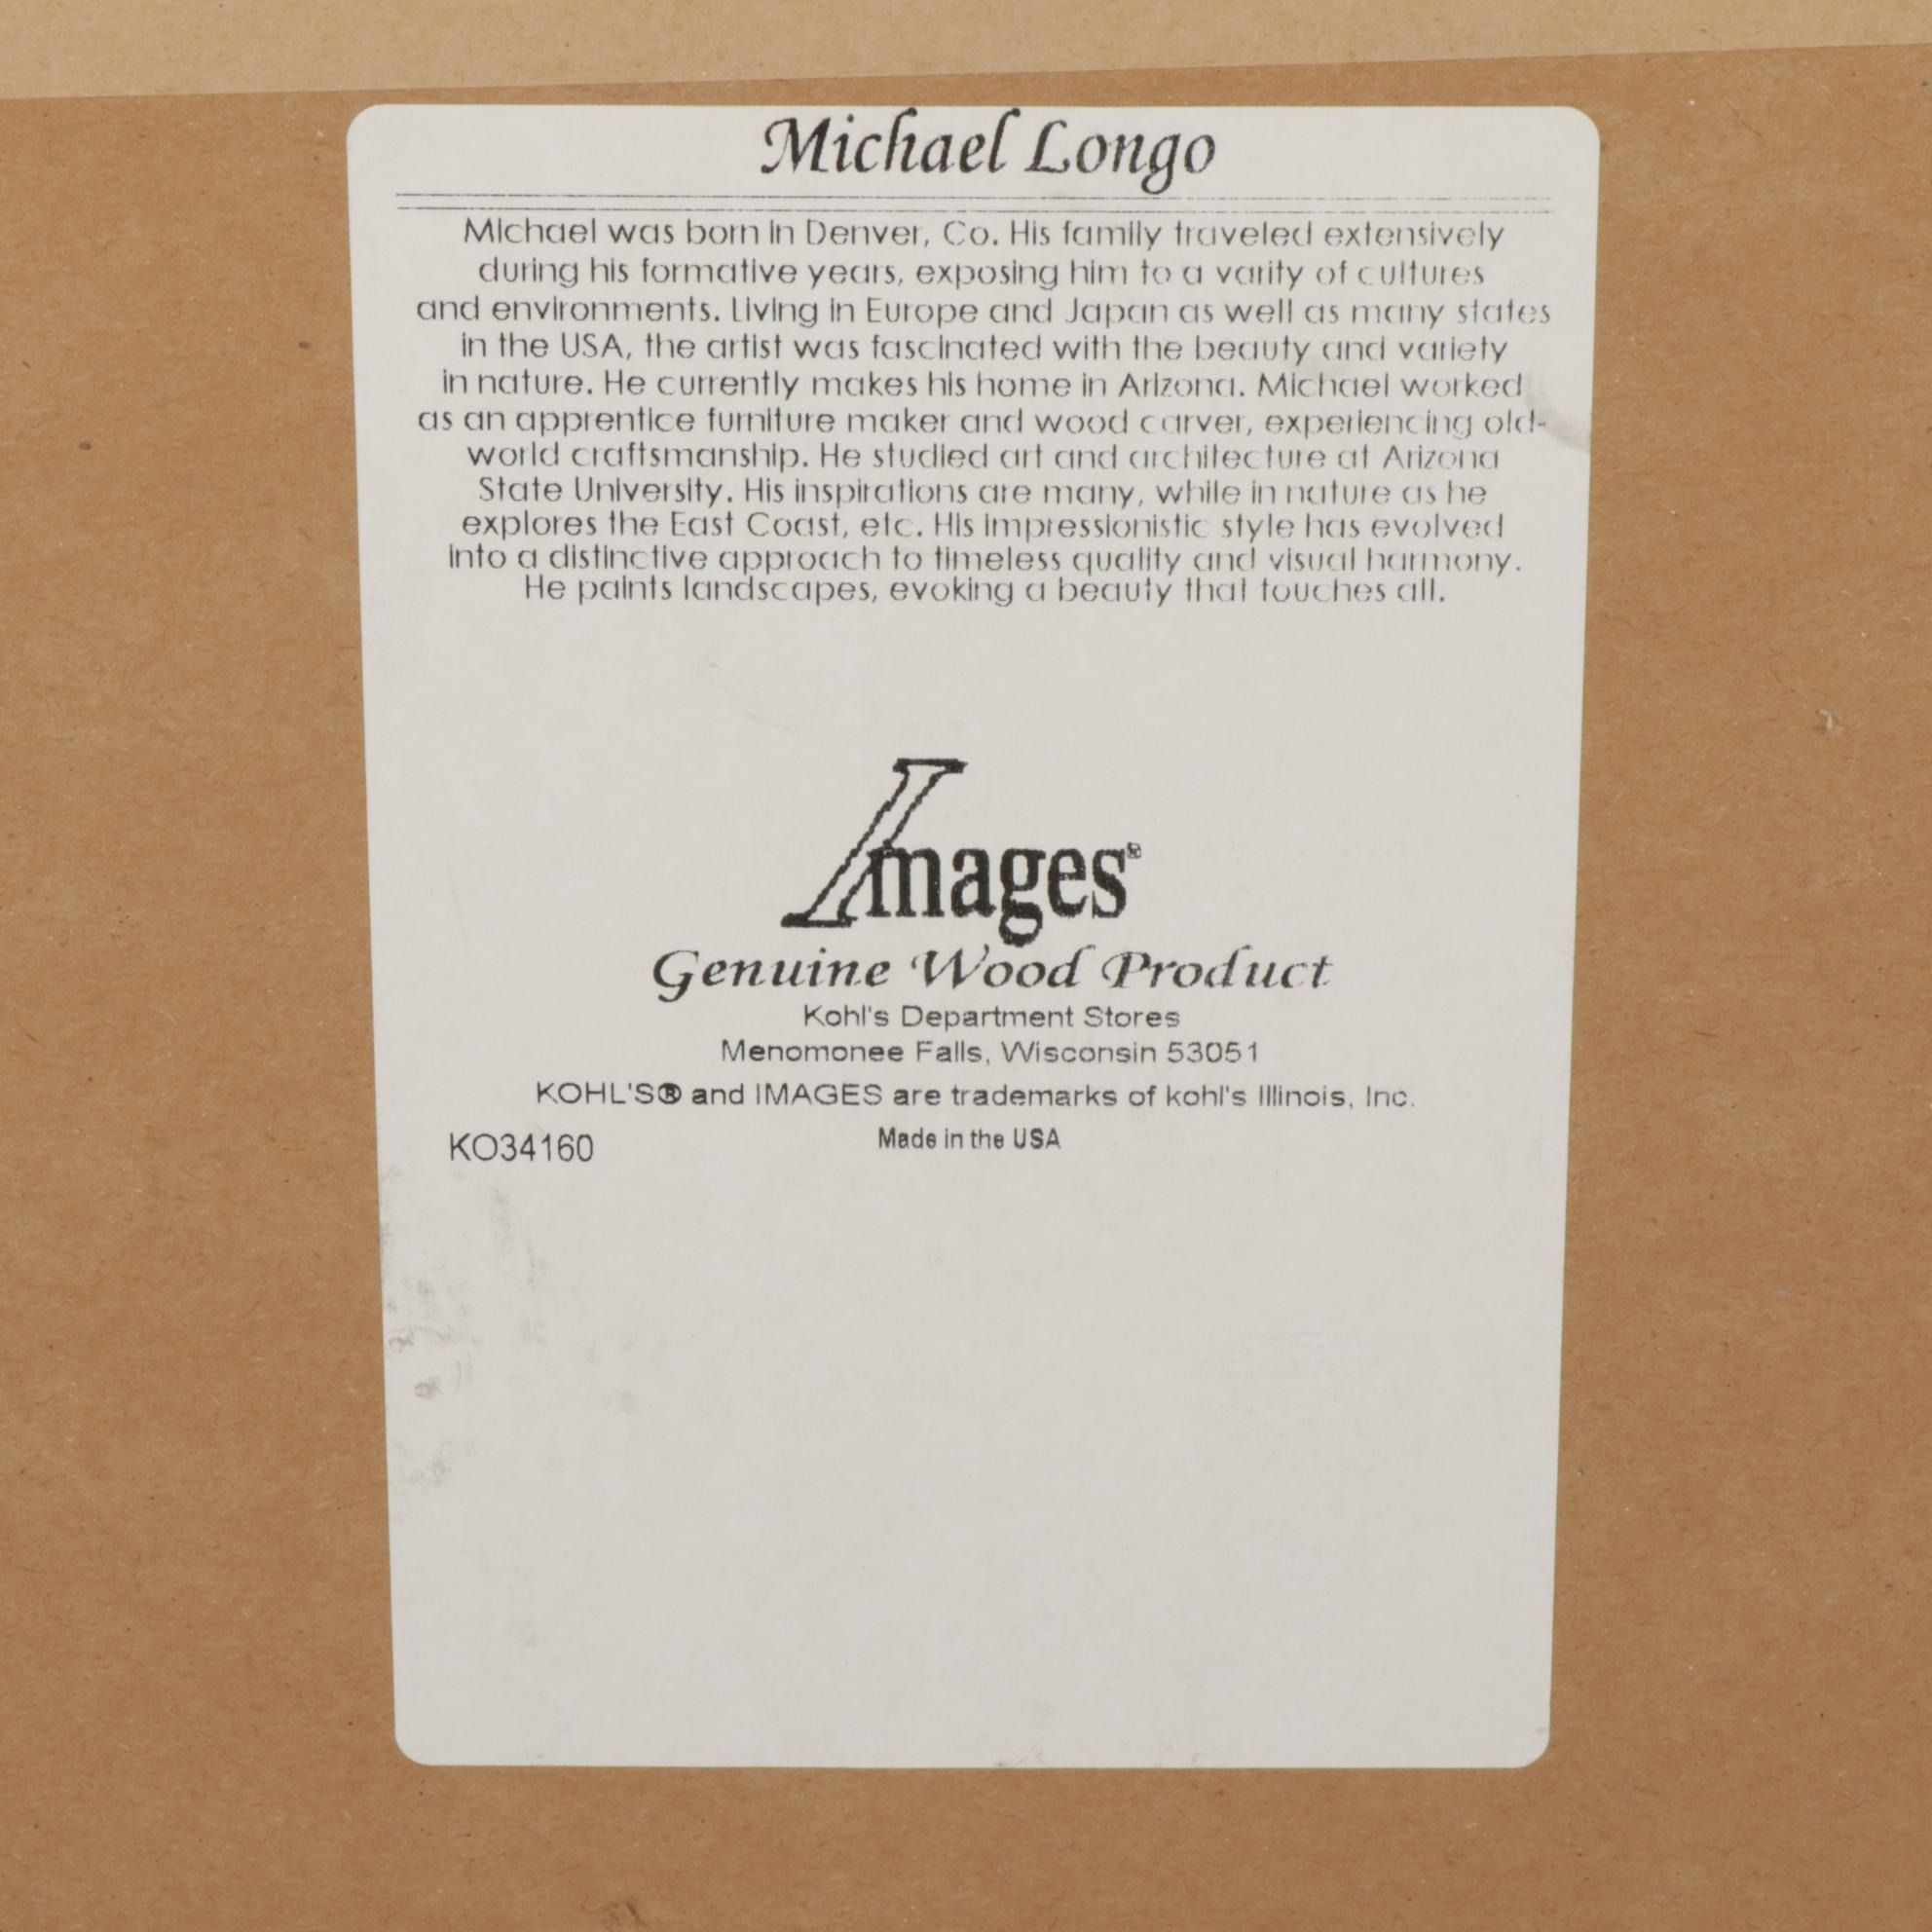 Michael Longo
Michael was born in Denver, Co. His family traveled extensively
during his formative years, exposing him to a varity of cultures
and environments. Living in Europe and Japan as well as many states
in the USA, the artist was fascinated with the beauty and variety
in nature. He currently makes his home in Arizona. Michael worked
as an apprentice furniture maker and wood carver, experiencing old-
world craftsmanship. He studied art and architecture at Arizona
State University. His inspirations are many, while in nature as he
explores the East Coast, etc. His impressionistic style has evolved
into a distinctive approach to timeless quality and visual harmony.
He paints landscapes, evoking a beauty that touches all.
Images®
Genuine Wood Product
Kohl's Department Stores
Menomonee Falls, Wisconsin 53051
KOHL'S® and IMAGES are trademarks of kohl's Illinois, Inc.
Made in the USA
KO34160